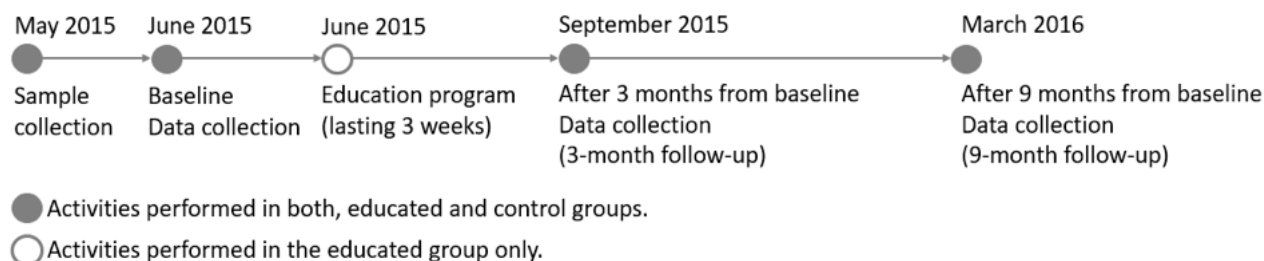 May 2015
June 2015
June 2015
September 2015
March 2016
Sample
collection
Baseline
Data collection
Education program
(lasting 3 weeks)
After 3 months from baseline
Data collection
(3-month follow-up)
After 9 months from baseline
Data collection
(9-month follow-up)
Activities performed in both, educated and control groups.
Activities performed in the educated group only.